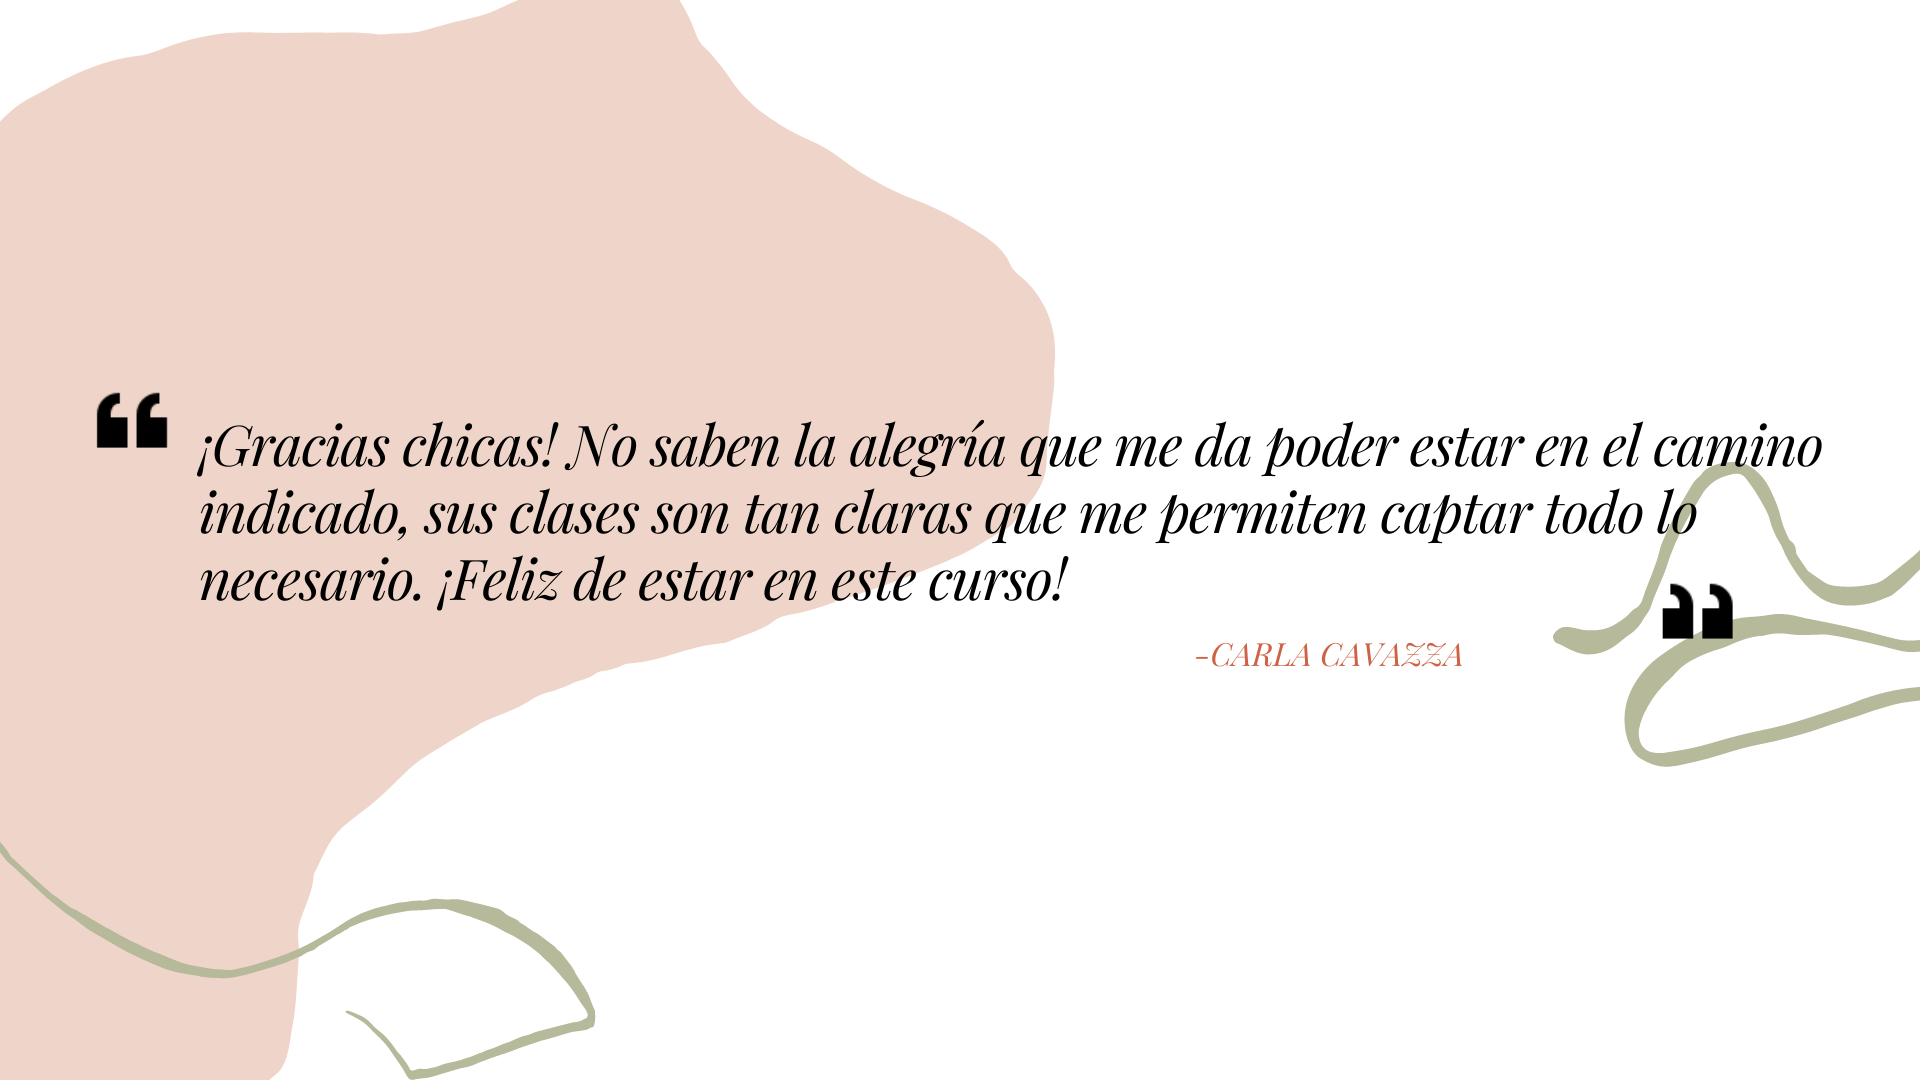 “ ¡Gracias chicas! No saben la alegría que me da poder estar en el camino
indicado, sus clases son tan claras que me permiten captar todo lo
necesario. ¡Feliz de estar en este curso! ”
-CARLA CAVAZZA